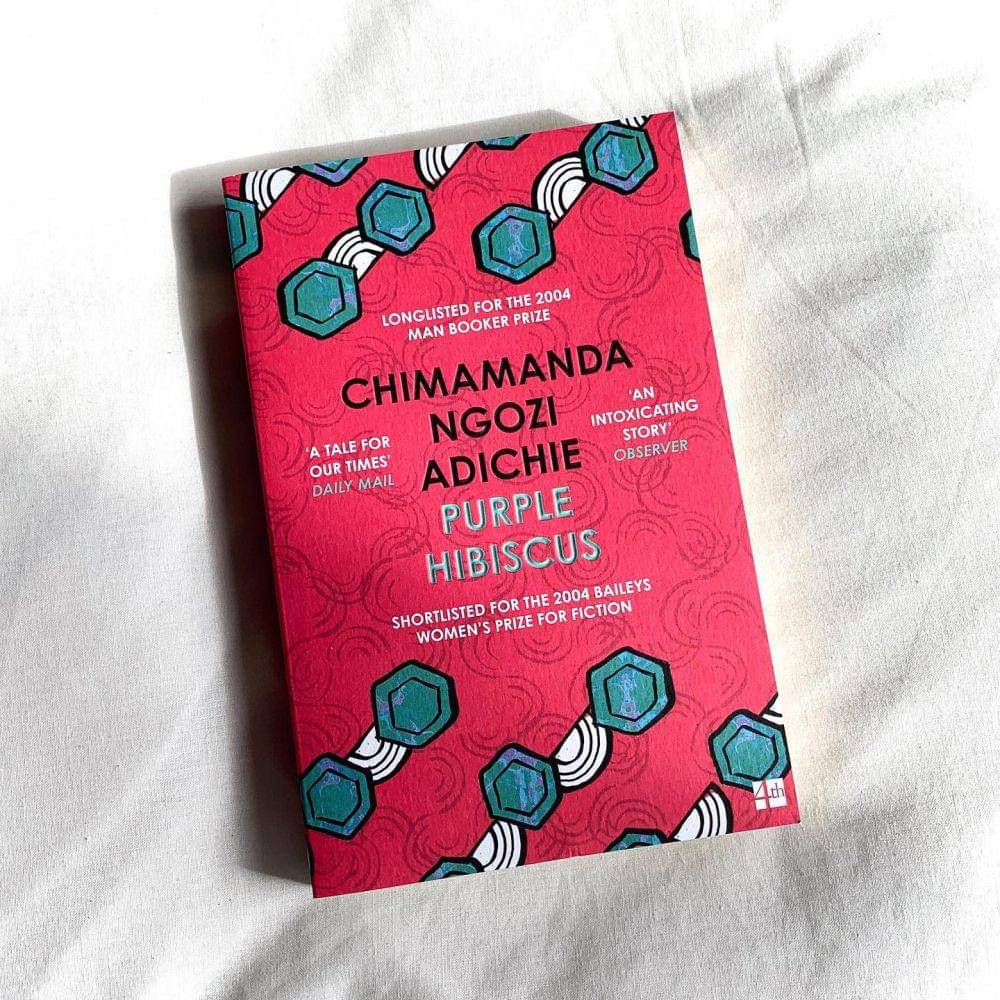 LONGLISTED FOR THE 2004
MAN BOOKER PRIZE
CHIMAMANDA
NGOZI
ADICHIE
'A TALE FOR
OUR TIMES'
DAILY MAIL
'AN
INTOXICATING
STORY'
OBSERVER
PURPLE
HIBISCUS
SHORTLISTED FOR THE 2004 BAILEYS
WOMEN'S PRIZE FOR FICTION
4th